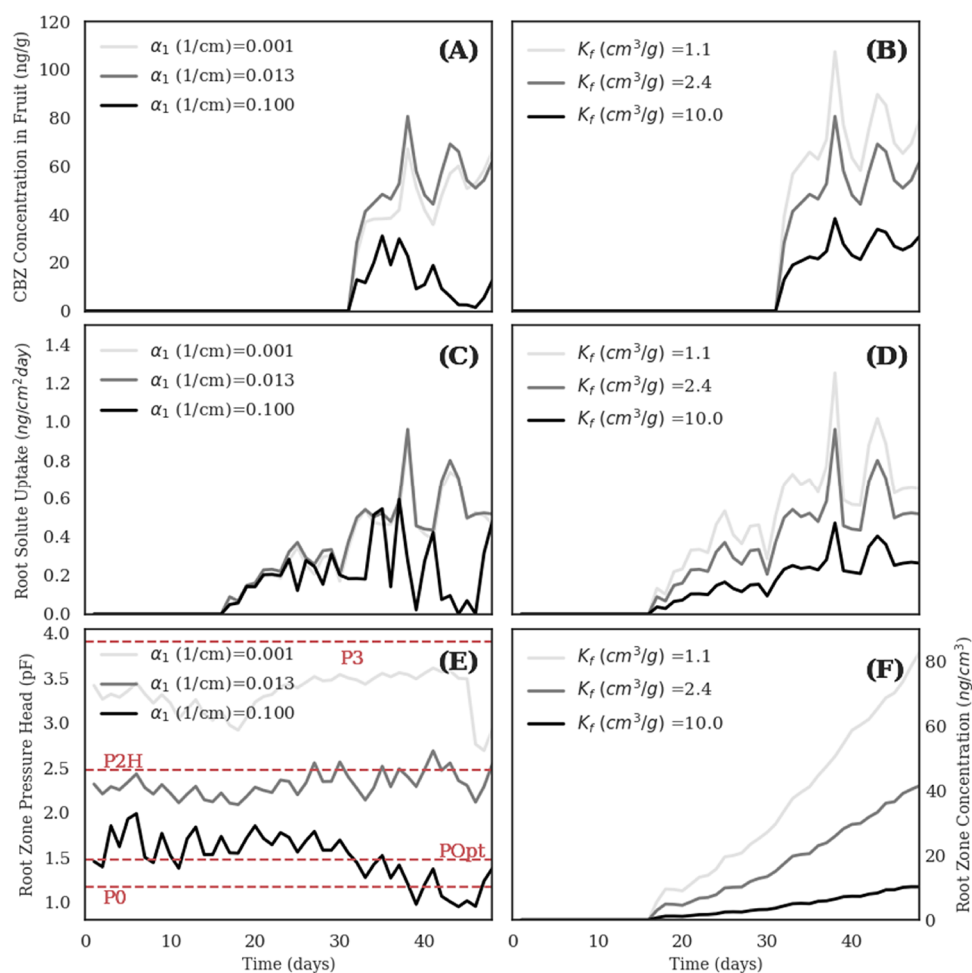 120
100
80
60
40
20
0
CBZ Concentration in Fruit (ng/g)
α₁ (1/cm)=0.001
α₁ (1/cm)=0.013
α₁ (1/cm)=0.100
(A)
K_f (cm³/g) =1.1
K_f (cm³/g) =2.4
K_f (cm³/g) =10.0
(B)
1.4
1.2
1.0
0.8
0.6
0.4
0.2
0.0
Root Solute Uptake (ng/cm²day)
α₁ (1/cm)=0.001
α₁ (1/cm)=0.013
α₁ (1/cm)=0.100
(C)
K_f (cm³/g) =1.1
K_f (cm³/g) =2.4
K_f (cm³/g) =10.0
(D)
4.0
3.5
3.0
2.5
2.0
1.5
1.0
Root Zone Pressure Head (pF)
α₁ (1/cm)=0.001
α₁ (1/cm)=0.013
α₁ (1/cm)=0.100
P3
(E)
P2H
POpt
P0
0 10 20 30 40
Time (days)
K_f (cm³/g) =1.1
K_f (cm³/g) =2.4
K_f (cm³/g) =10.0
(F)
80
60
40
20
0
Root Zone Concentration (ng/cm³)
0 10 20 30 40
Time (days)